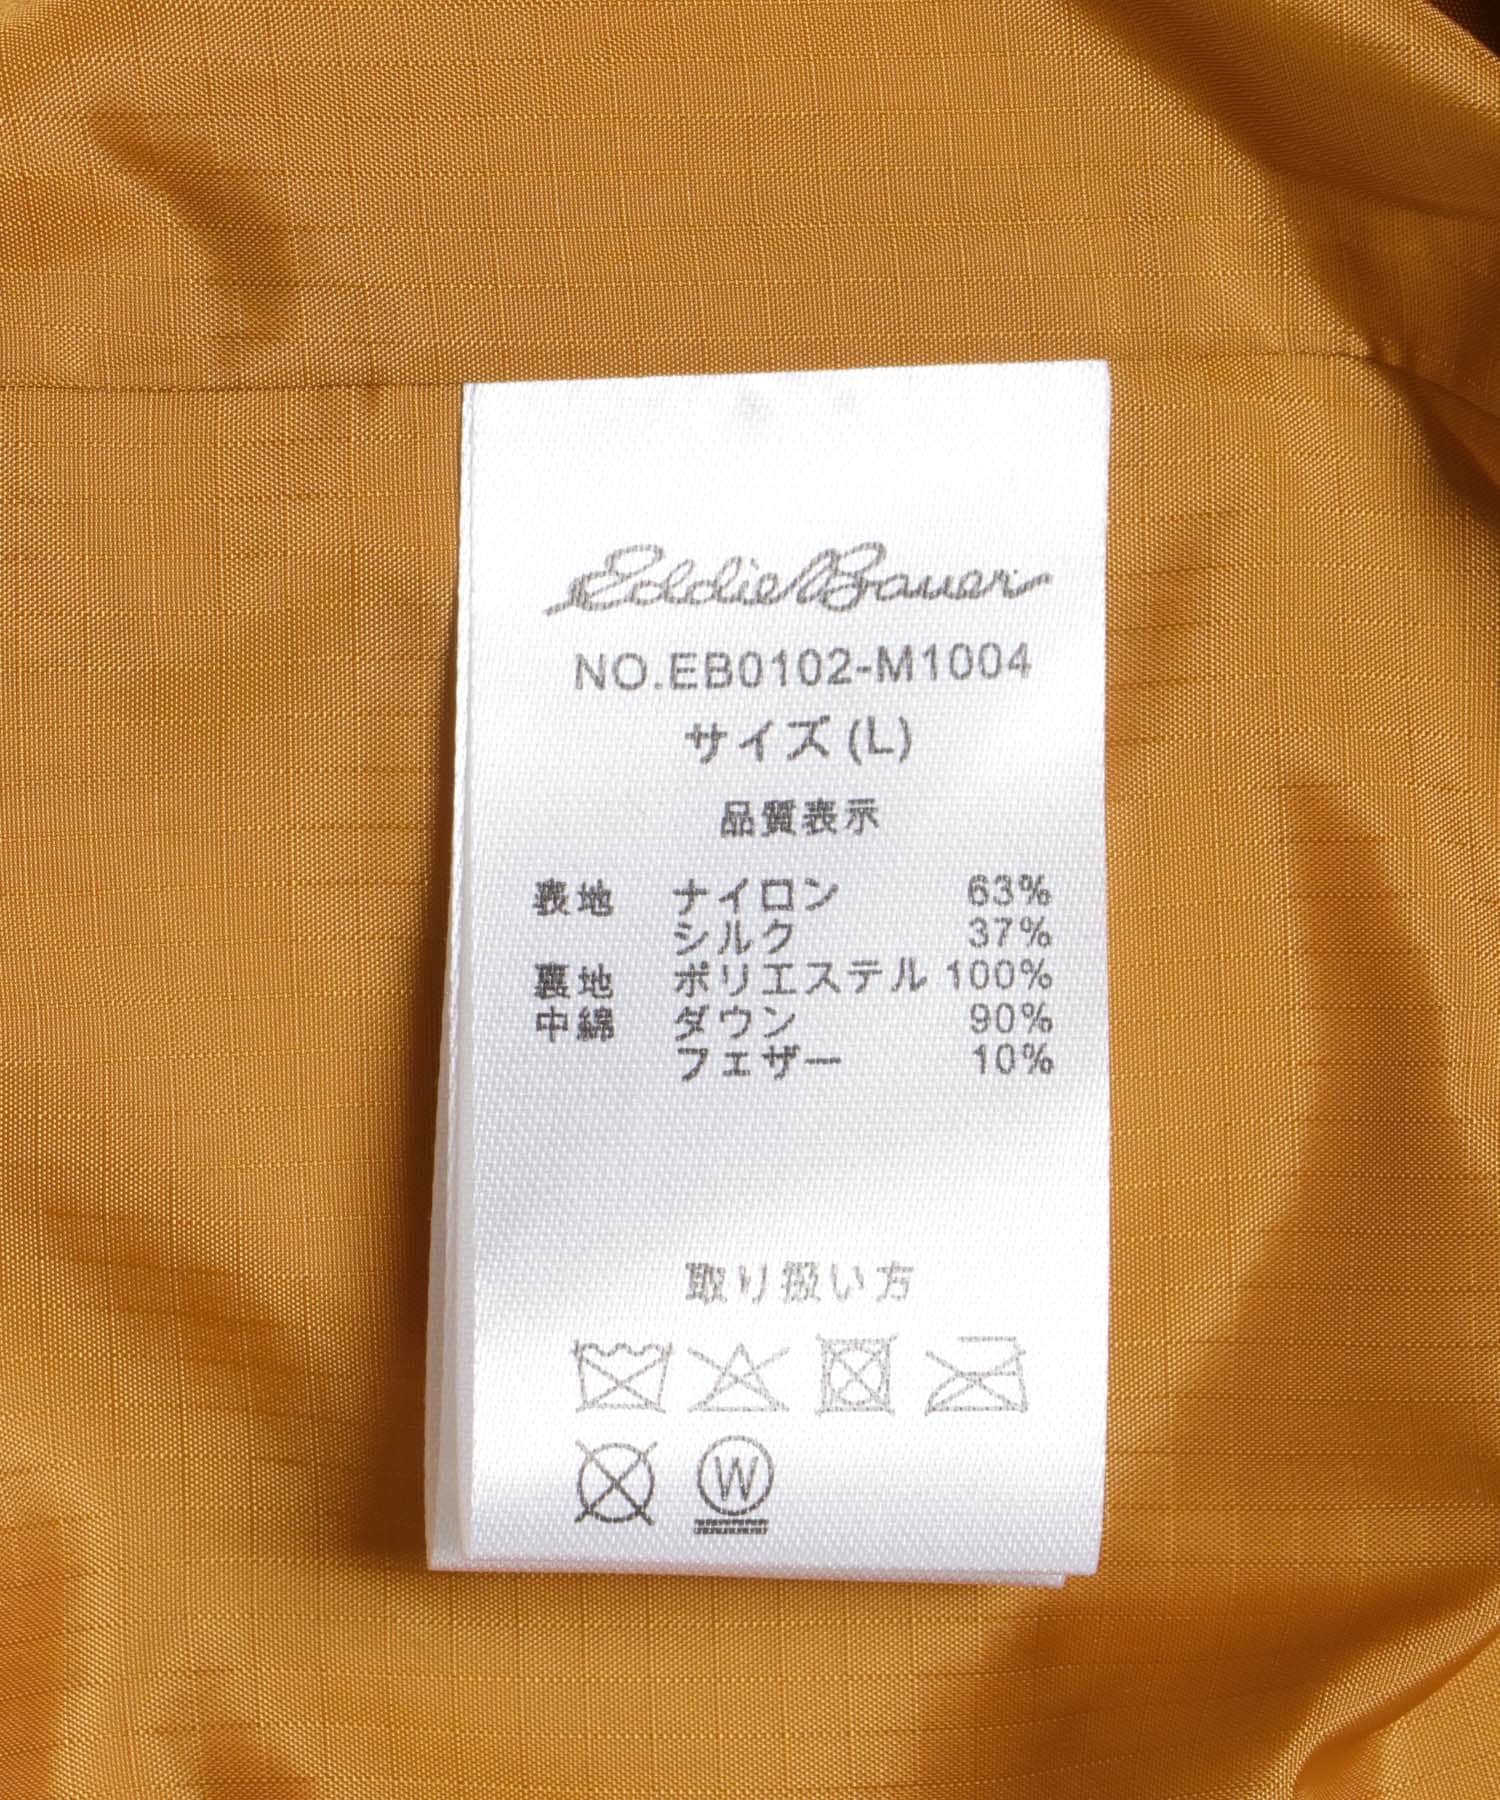 Eddie Bauer
NO.EB0102-M1004
サイズ (L)
品質表示
表地 ナイロン 63%
シルク 37%
裏地 ポリエステル 100%
中綿 ダウン 90%
フェザー 10%
取り扱い方
W